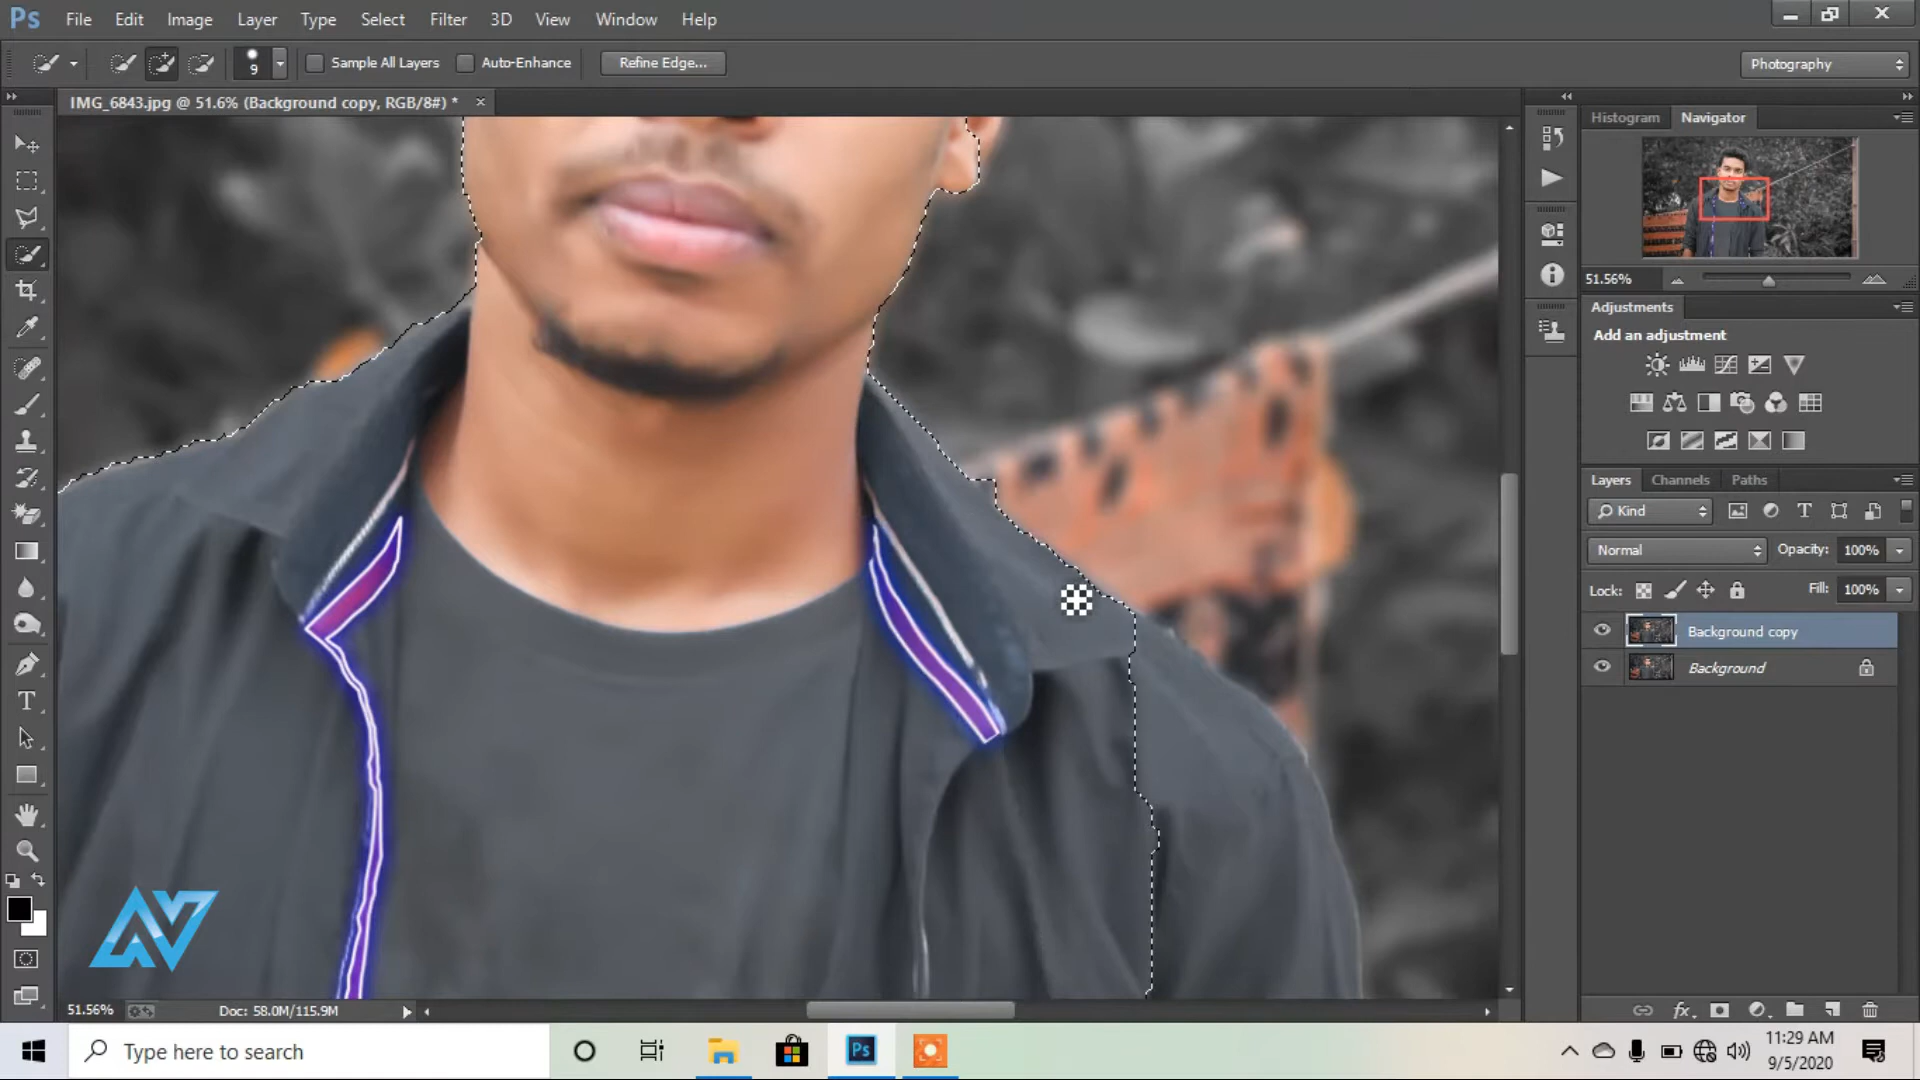 Ps File Edit Image Layer Type Select Filter 3D View Window Help
9 Sample All Layers Auto-Enhance Refine Edge... Photography
IMG_6843.jpg @ 51.6% (Background copy, RGB/8#) * ×
Histogram Navigator
51.56%
Adjustments
Add an adjustment
Layers Channels Paths
Kind
Normal Opacity: 100%
Lock: Fill: 100%
Background copy
Background
51.56% Doc: 58.0M/115.9M
Type here to search
Ps
11:29 AM
9/5/2020